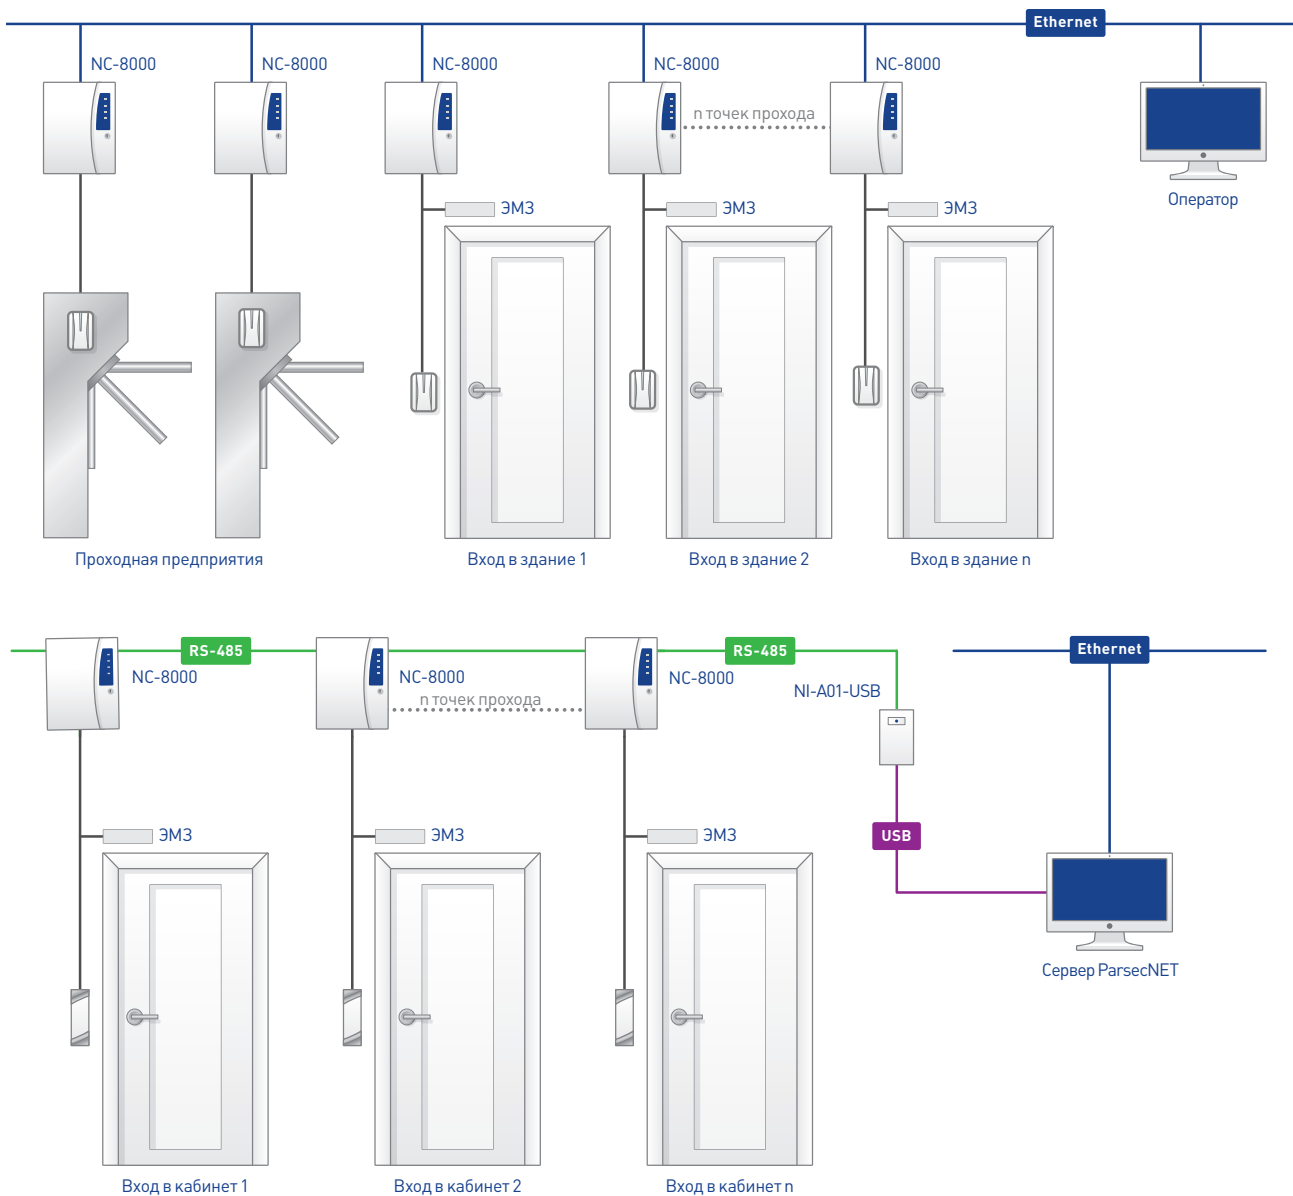 Ethernet
NC-8000
NC-8000
NC-8000
NC-8000
NC-8000
n точек прохода
Оператор
ЭМЗ
ЭМЗ
ЭМЗ
Проходная предприятия
Вход в здание 1
Вход в здание 2
Вход в здание n
RS-485
RS-485
Ethernet
NC-8000
NC-8000
NC-8000
n точек прохода
NI-A01-USB
USB
ЭМЗ
ЭМЗ
ЭМЗ
Сервер ParsecNET
Вход в кабинет 1
Вход в кабинет 2
Вход в кабинет n